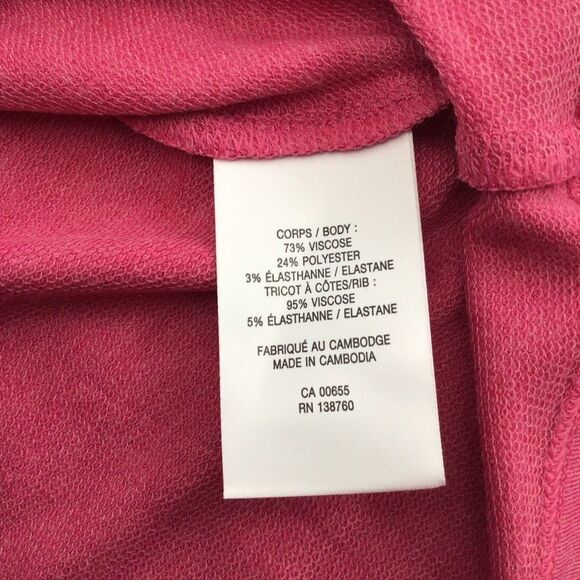 CORPS / BODY :
73% VISCOSE
24% POLYESTER
3% ÉLASTHANNE / ELASTANE
TRICOT À CÔTES/RIB :
95% VISCOSE
5% ÉLASTHANNE / ELASTANE
FABRIQUÉ AU CAMBODGE
MADE IN CAMBODIA
CA 00655
RN 138760